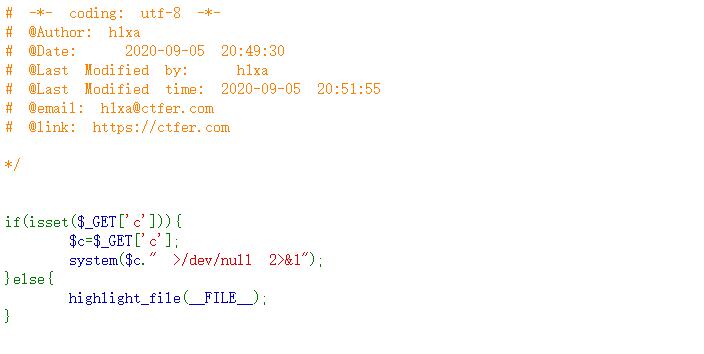 # -*- coding: utf-8 -*-
# @Author: h1xa
# @Date: 2020-09-05 20:49:30
# @Last Modified by: h1xa
# @Last Modified time: 2020-09-05 20:51:55
# @email: h1xa@ctfer.com
# @link: https://ctfer.com
*/
if(isset($_GET['c'])){
$c=$_GET['c'];
system($c." >/dev/null 2>&1");
}else{
highlight_file(__FILE__);
}